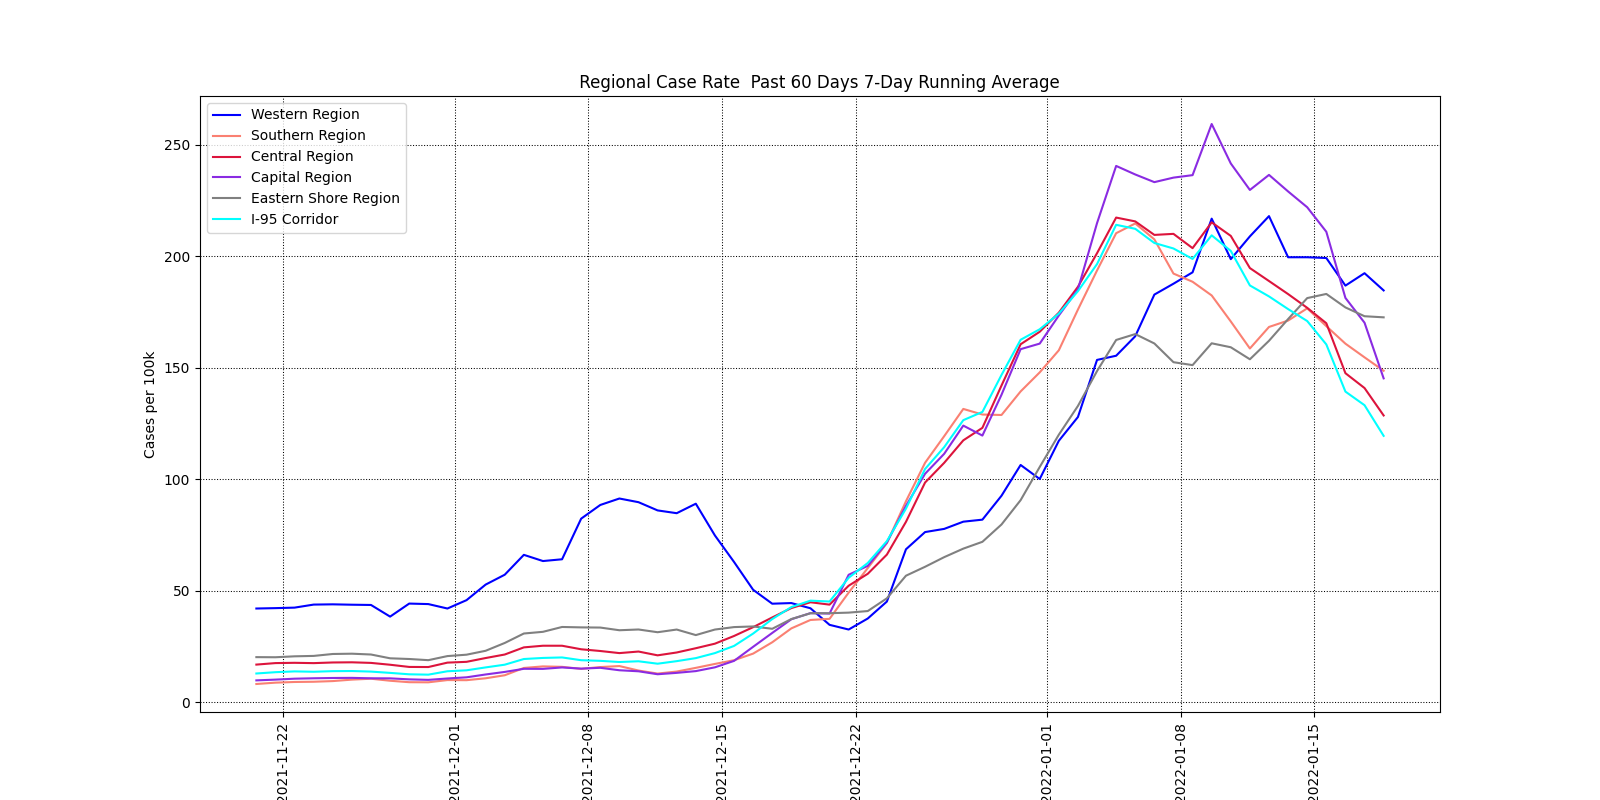 Regional Case Rate  Past 60 Days 7-Day Running Average
Western Region
Southern Region
Central Region
Capital Region
Eastern Shore Region
I-95 Corridor
Cases per 100k
250
200
150
100
50
0
2021-11-22
2021-12-01
2021-12-08
2021-12-15
2021-12-22
2022-01-01
2022-01-08
2022-01-15